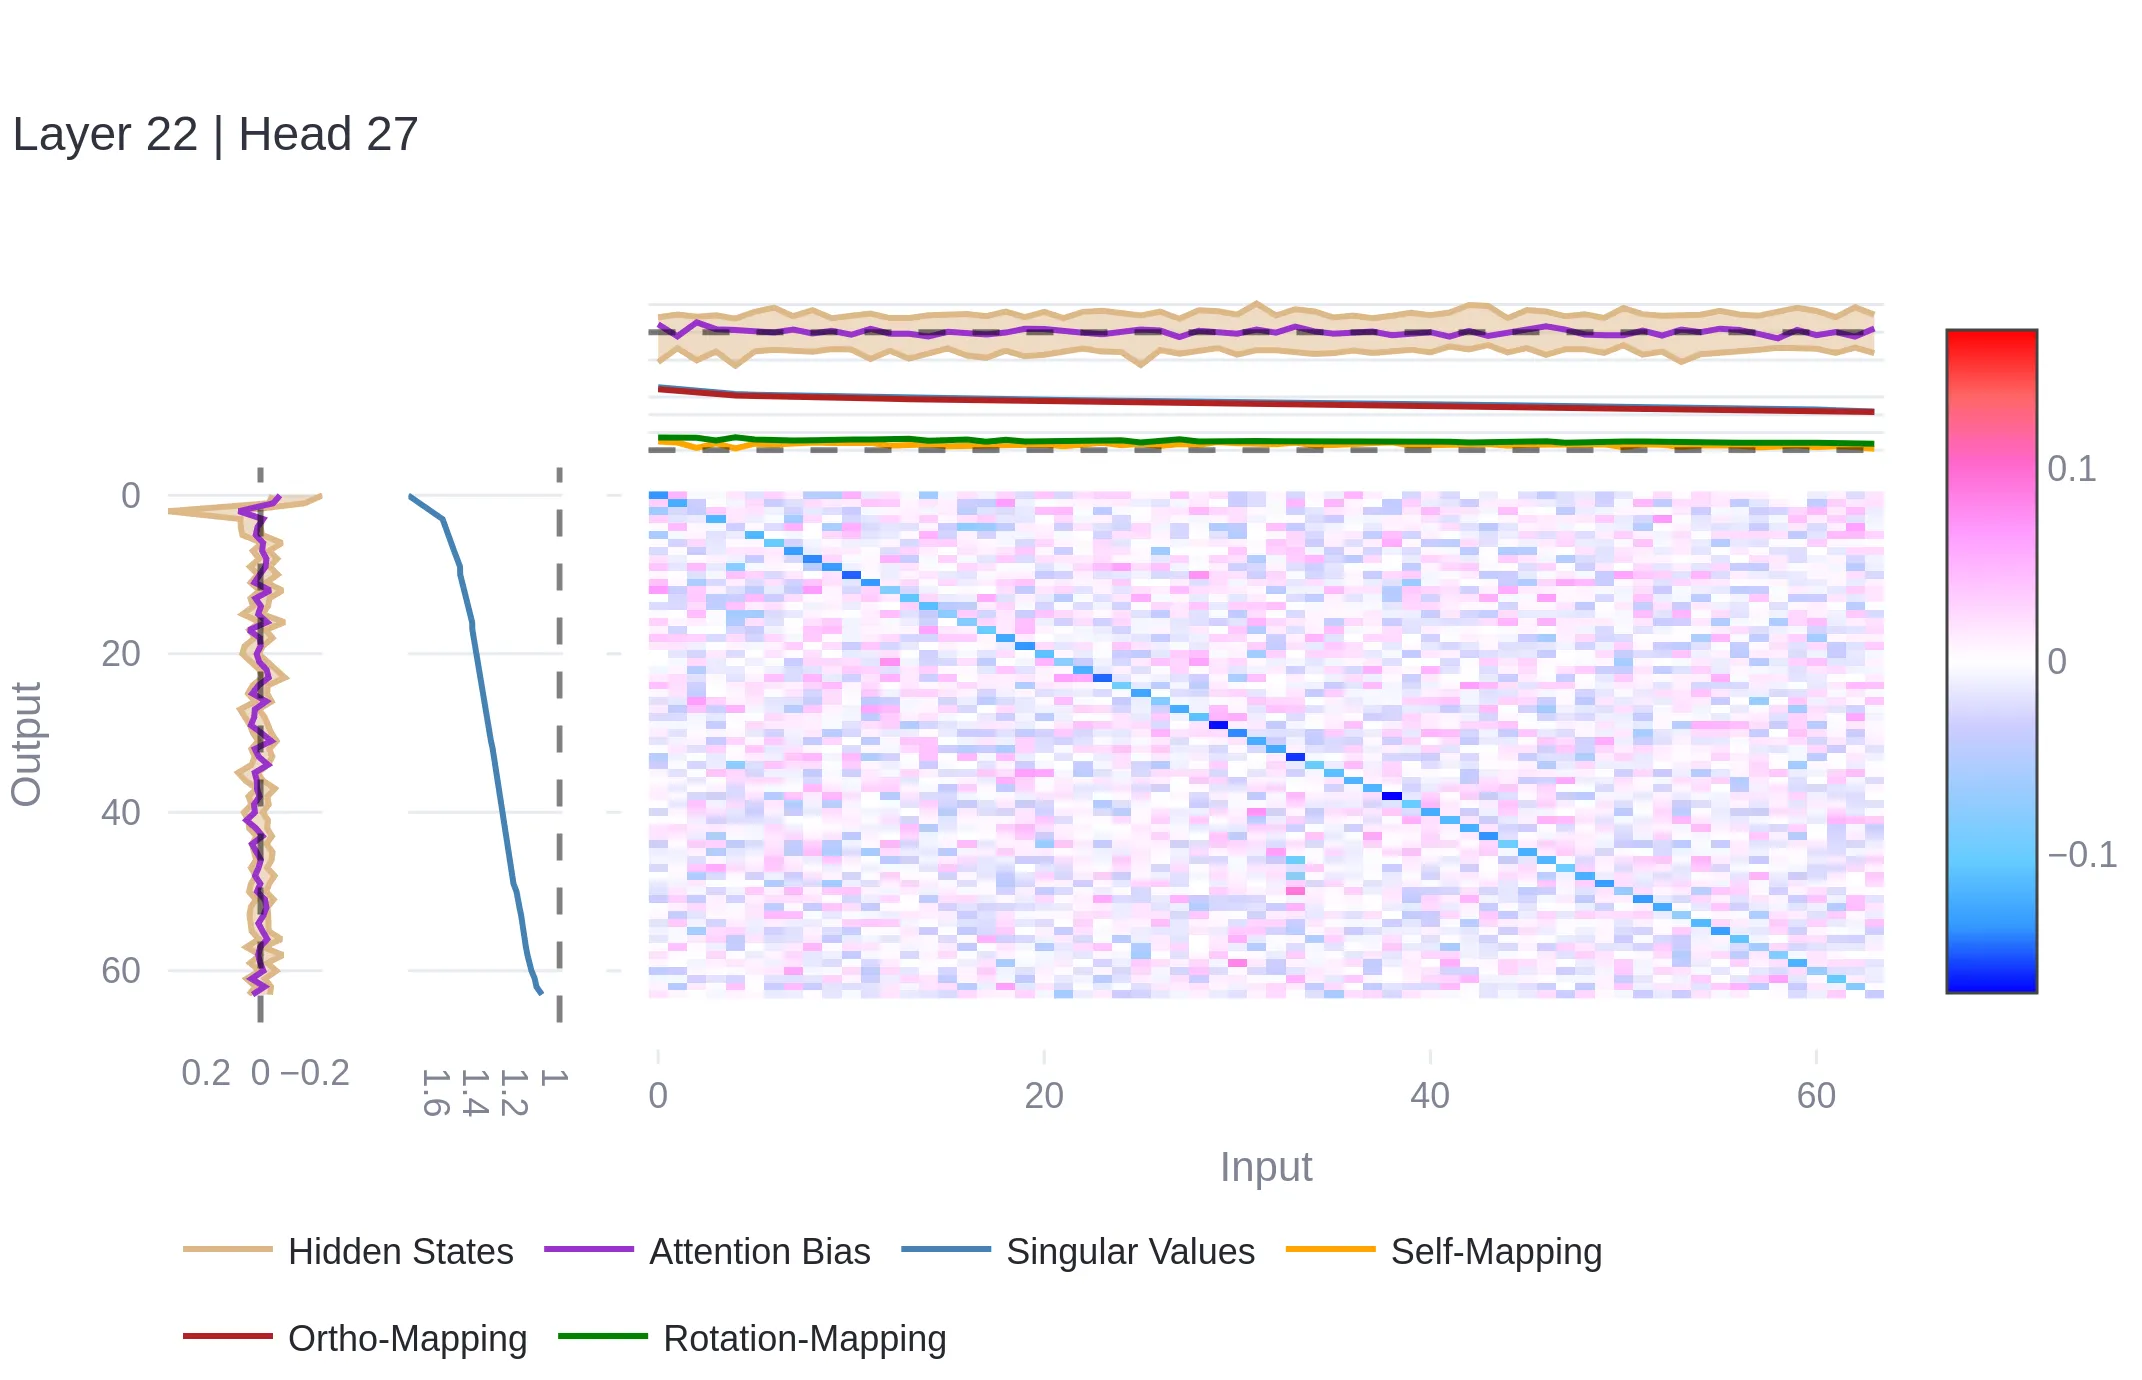 Layer 22 | Head 27
0
20
40
60
Output
0.2 0 −0.2
1.6 1.4 1.2 1
0 20 40 60
Input
0.1
0
−0.1
Hidden States Attention Bias Singular Values Self-Mapping
Ortho-Mapping Rotation-Mapping